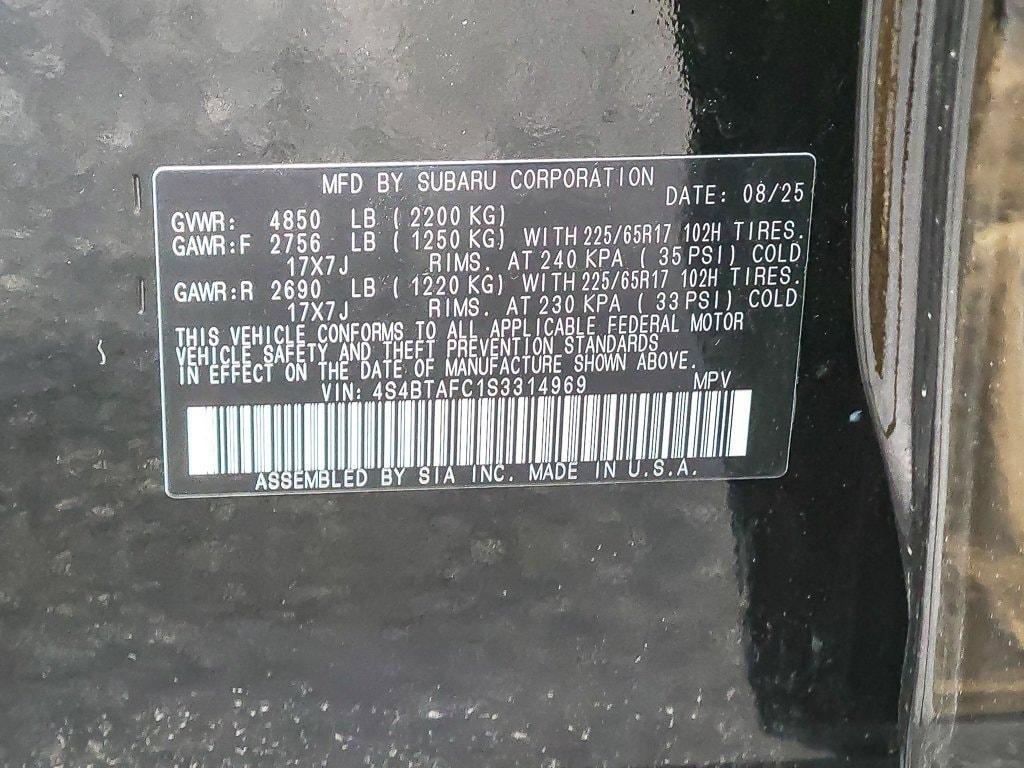 MFD BY SUBARU CORPORATION
DATE: 08/25
GVWR: 4850 LB (2200 KG)
GAWR:F 2756 LB (1250 KG) WITH 225/65R17 102H TIRES.
17X7J RIMS. AT 240 KPA (35 PSI) COLD
GAWR:R 2690 LB (1220 KG) WITH 225/65R17 102H TIRES.
17X7J RIMS. AT 230 KPA (33 PSI) COLD
THIS VEHICLE CONFORMS TO ALL APPLICABLE FEDERAL MOTOR
VEHICLE SAFETY AND THEFT PREVENTION STANDARDS
IN EFFECT ON THE DATE OF MANUFACTURE SHOWN ABOVE.
VIN: 4S4BTAFC1S3314969 MPV
ASSEMBLED BY SIA INC. MADE IN U.S.A.